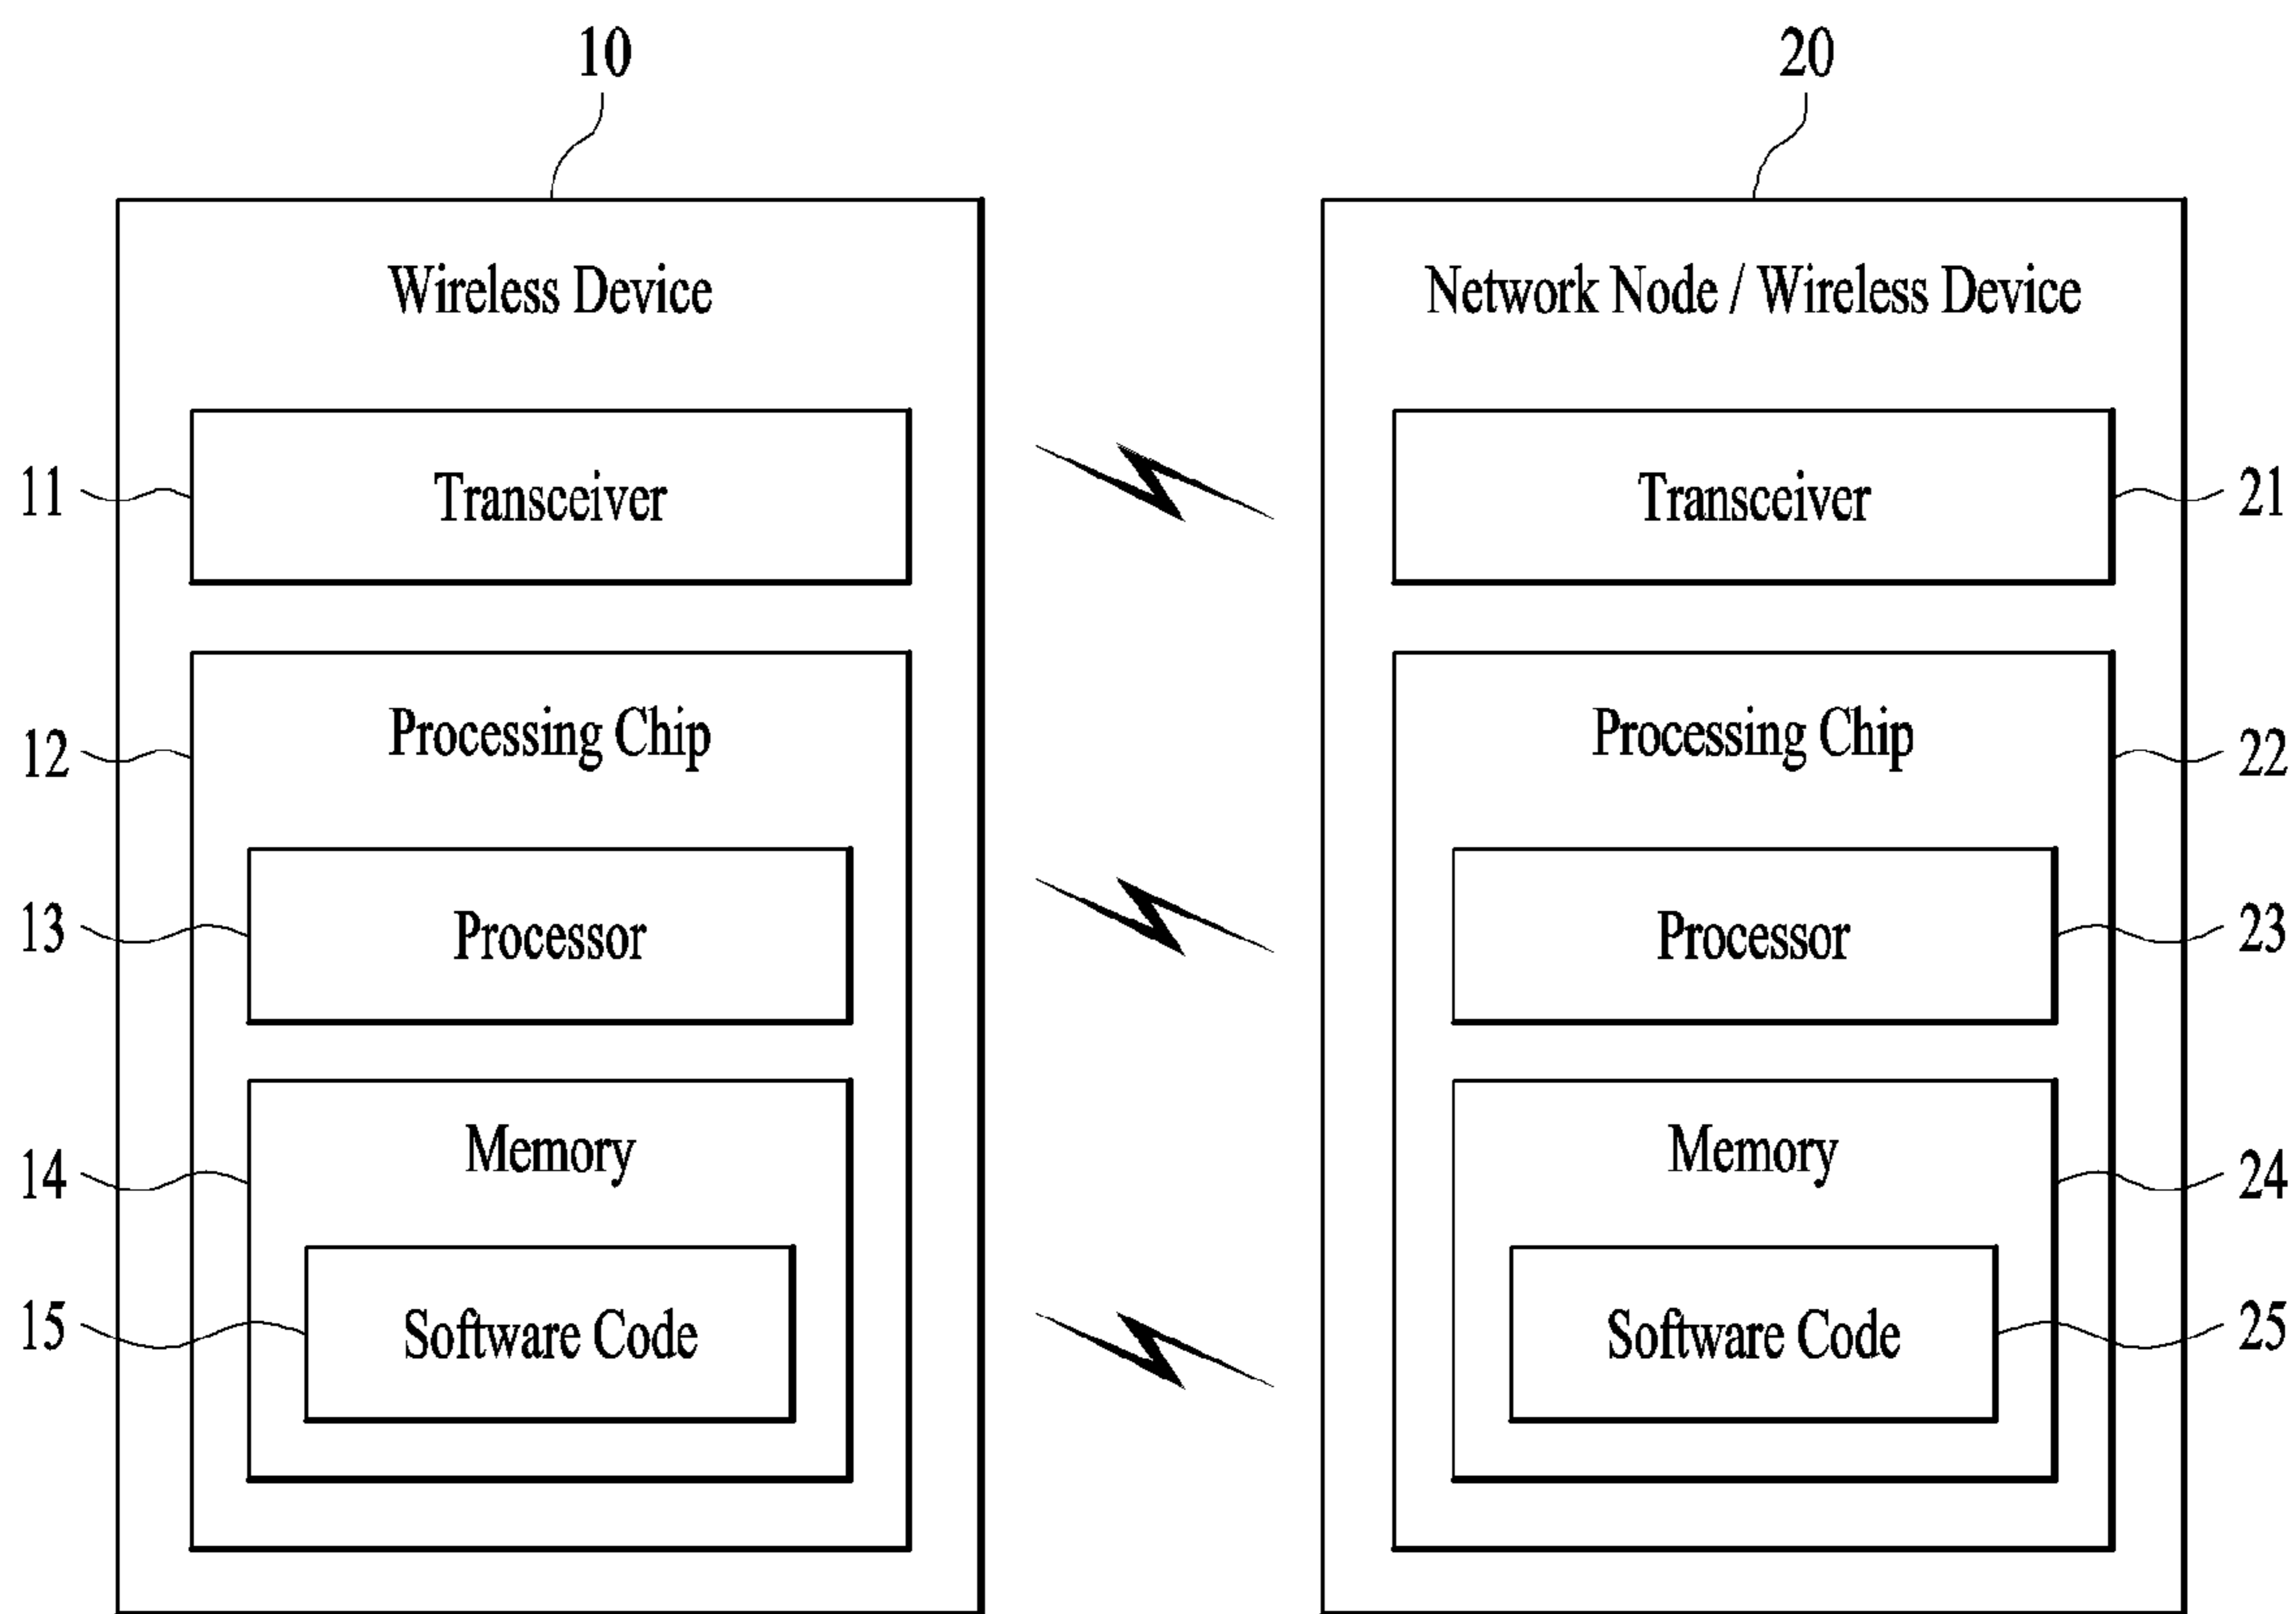 10
20
Wireless Device
Network Node / Wireless Device
11
Transceiver
Transceiver
21
12
Processing Chip
Processing Chip
22
13
Processor
Processor
23
14
Memory
Memory
24
15
Software Code
Software Code
25